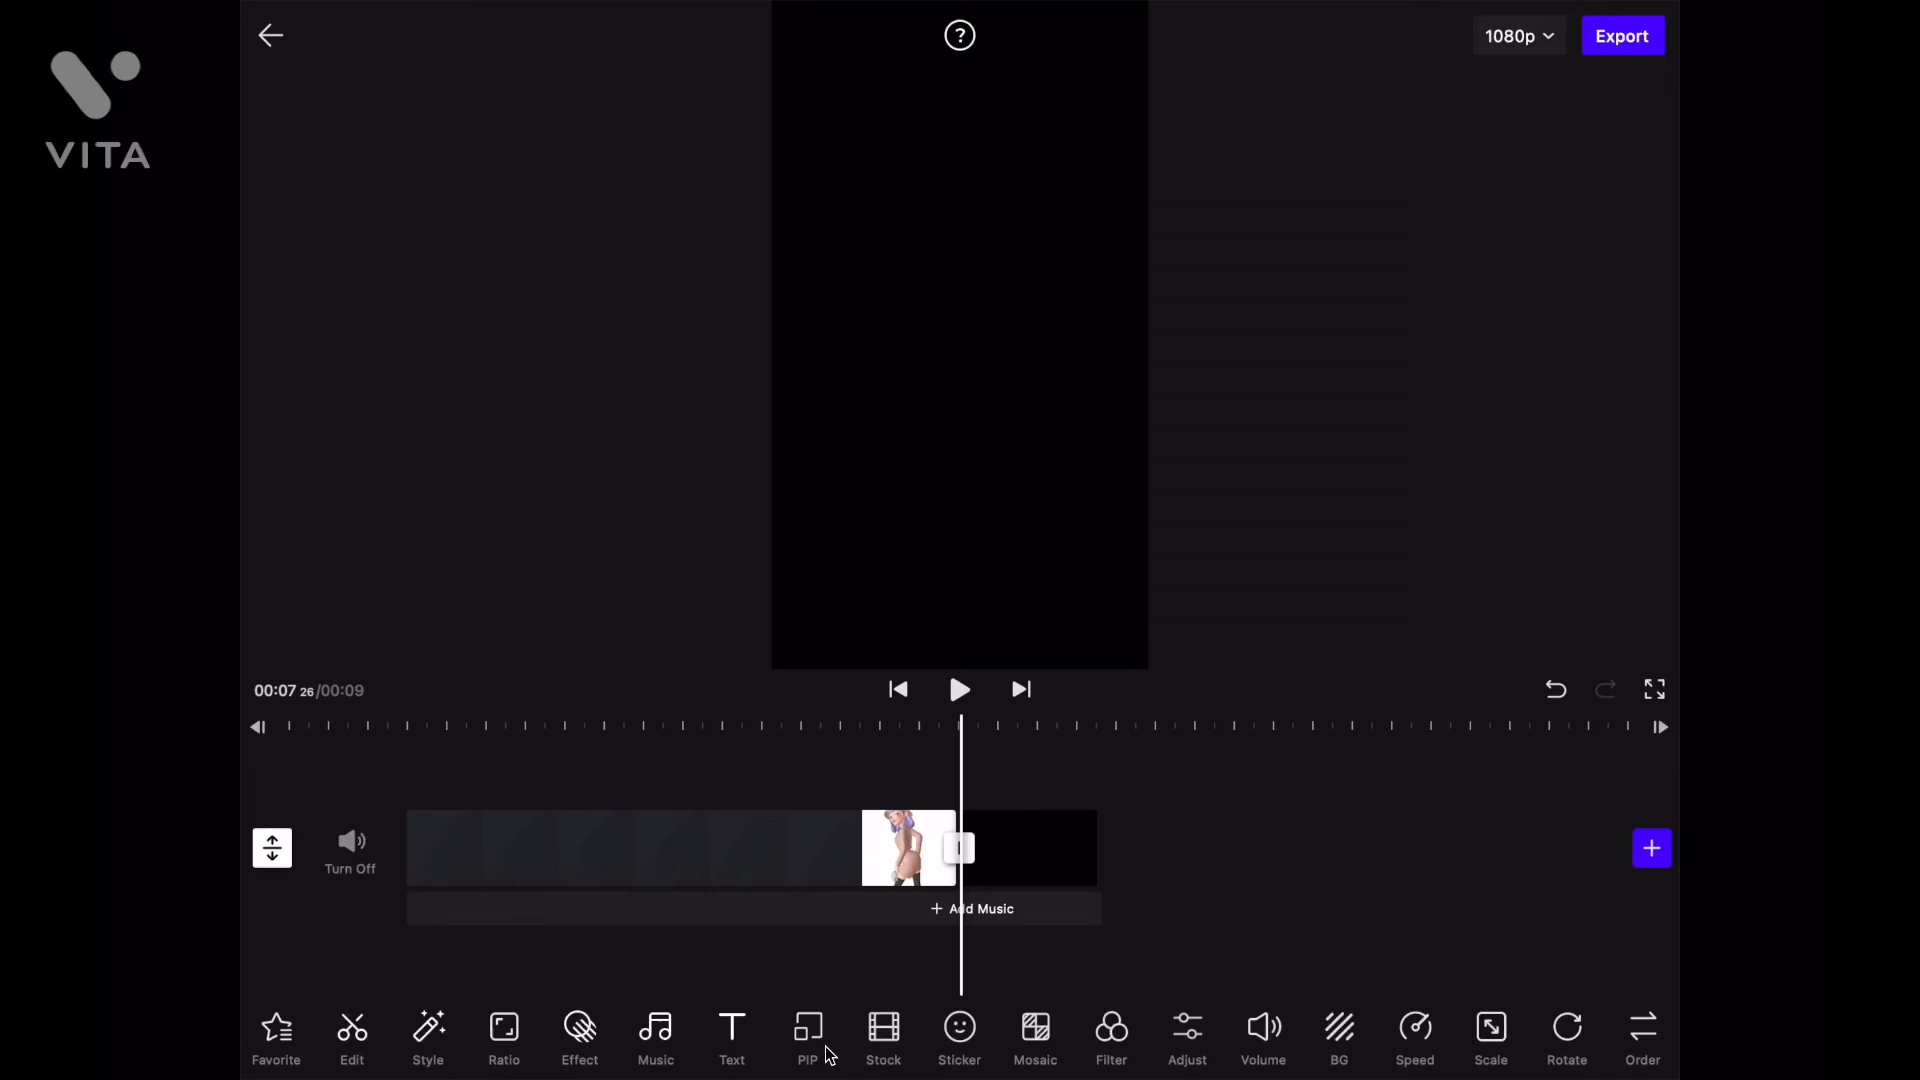 VITA
?
1080p
Export
00:07 26 /00:09
Turn Off
+ Add Music
Favorite
Edit
Style
Ratio
Effect
Music
Text
PIP
Stock
Sticker
Mosaic
Filter
Adjust
Volume
BG
Speed
Scale
Rotate
Order